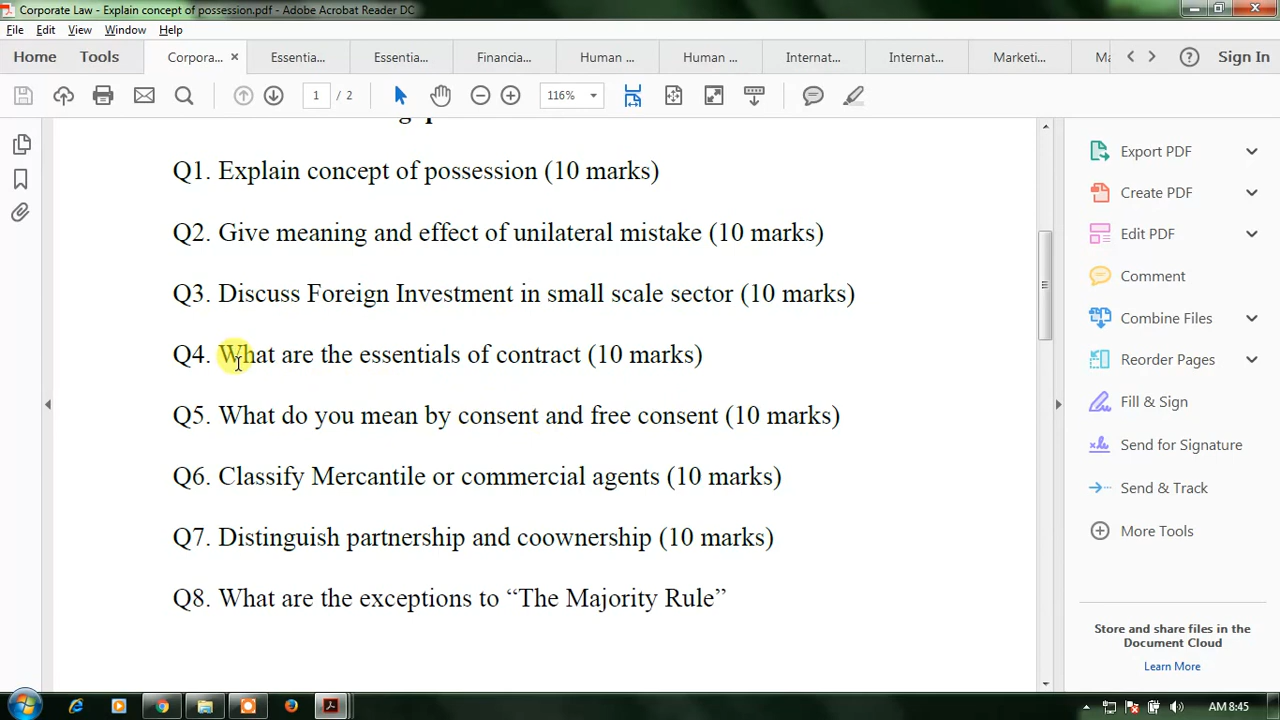 Corporate Law - Explain concept of possession.pdf - Adobe Acrobat Reader DC
File Edit View Window Help
Home Tools Corpora... × Essentia... Essentia... Financia... Human ... Human ... Internat... Internat... Marketi... Sign In
1 / 2 116%
Q1. Explain concept of possession (10 marks)
Q2. Give meaning and effect of unilateral mistake (10 marks)
Q3. Discuss Foreign Investment in small scale sector (10 marks)
Q4. What are the essentials of contract (10 marks)
Q5. What do you mean by consent and free consent (10 marks)
Q6. Classify Mercantile or commercial agents (10 marks)
Q7. Distinguish partnership and coownership (10 marks)
Q8. What are the exceptions to “The Majority Rule”
Export PDF
Create PDF
Edit PDF
Comment
Combine Files
Reorder Pages
Fill & Sign
Send for Signature
Send & Track
More Tools
Store and share files in the
Document Cloud
Learn More
AM 8:45